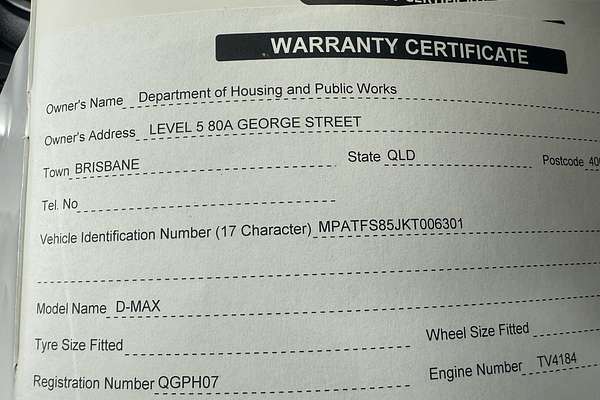 WARRANTY CERTIFICATE
Owner's Name Department of Housing and Public Works
Owner's Address LEVEL 5 80A GEORGE STREET
Town BRISBANE State QLD Postcode 400
Tel. No
Vehicle Identification Number (17 Character) MPATFS85JKT006301
Model Name D-MAX
Tyre Size Fitted Wheel Size Fitted
Registration Number QGPH07 Engine Number TV4184